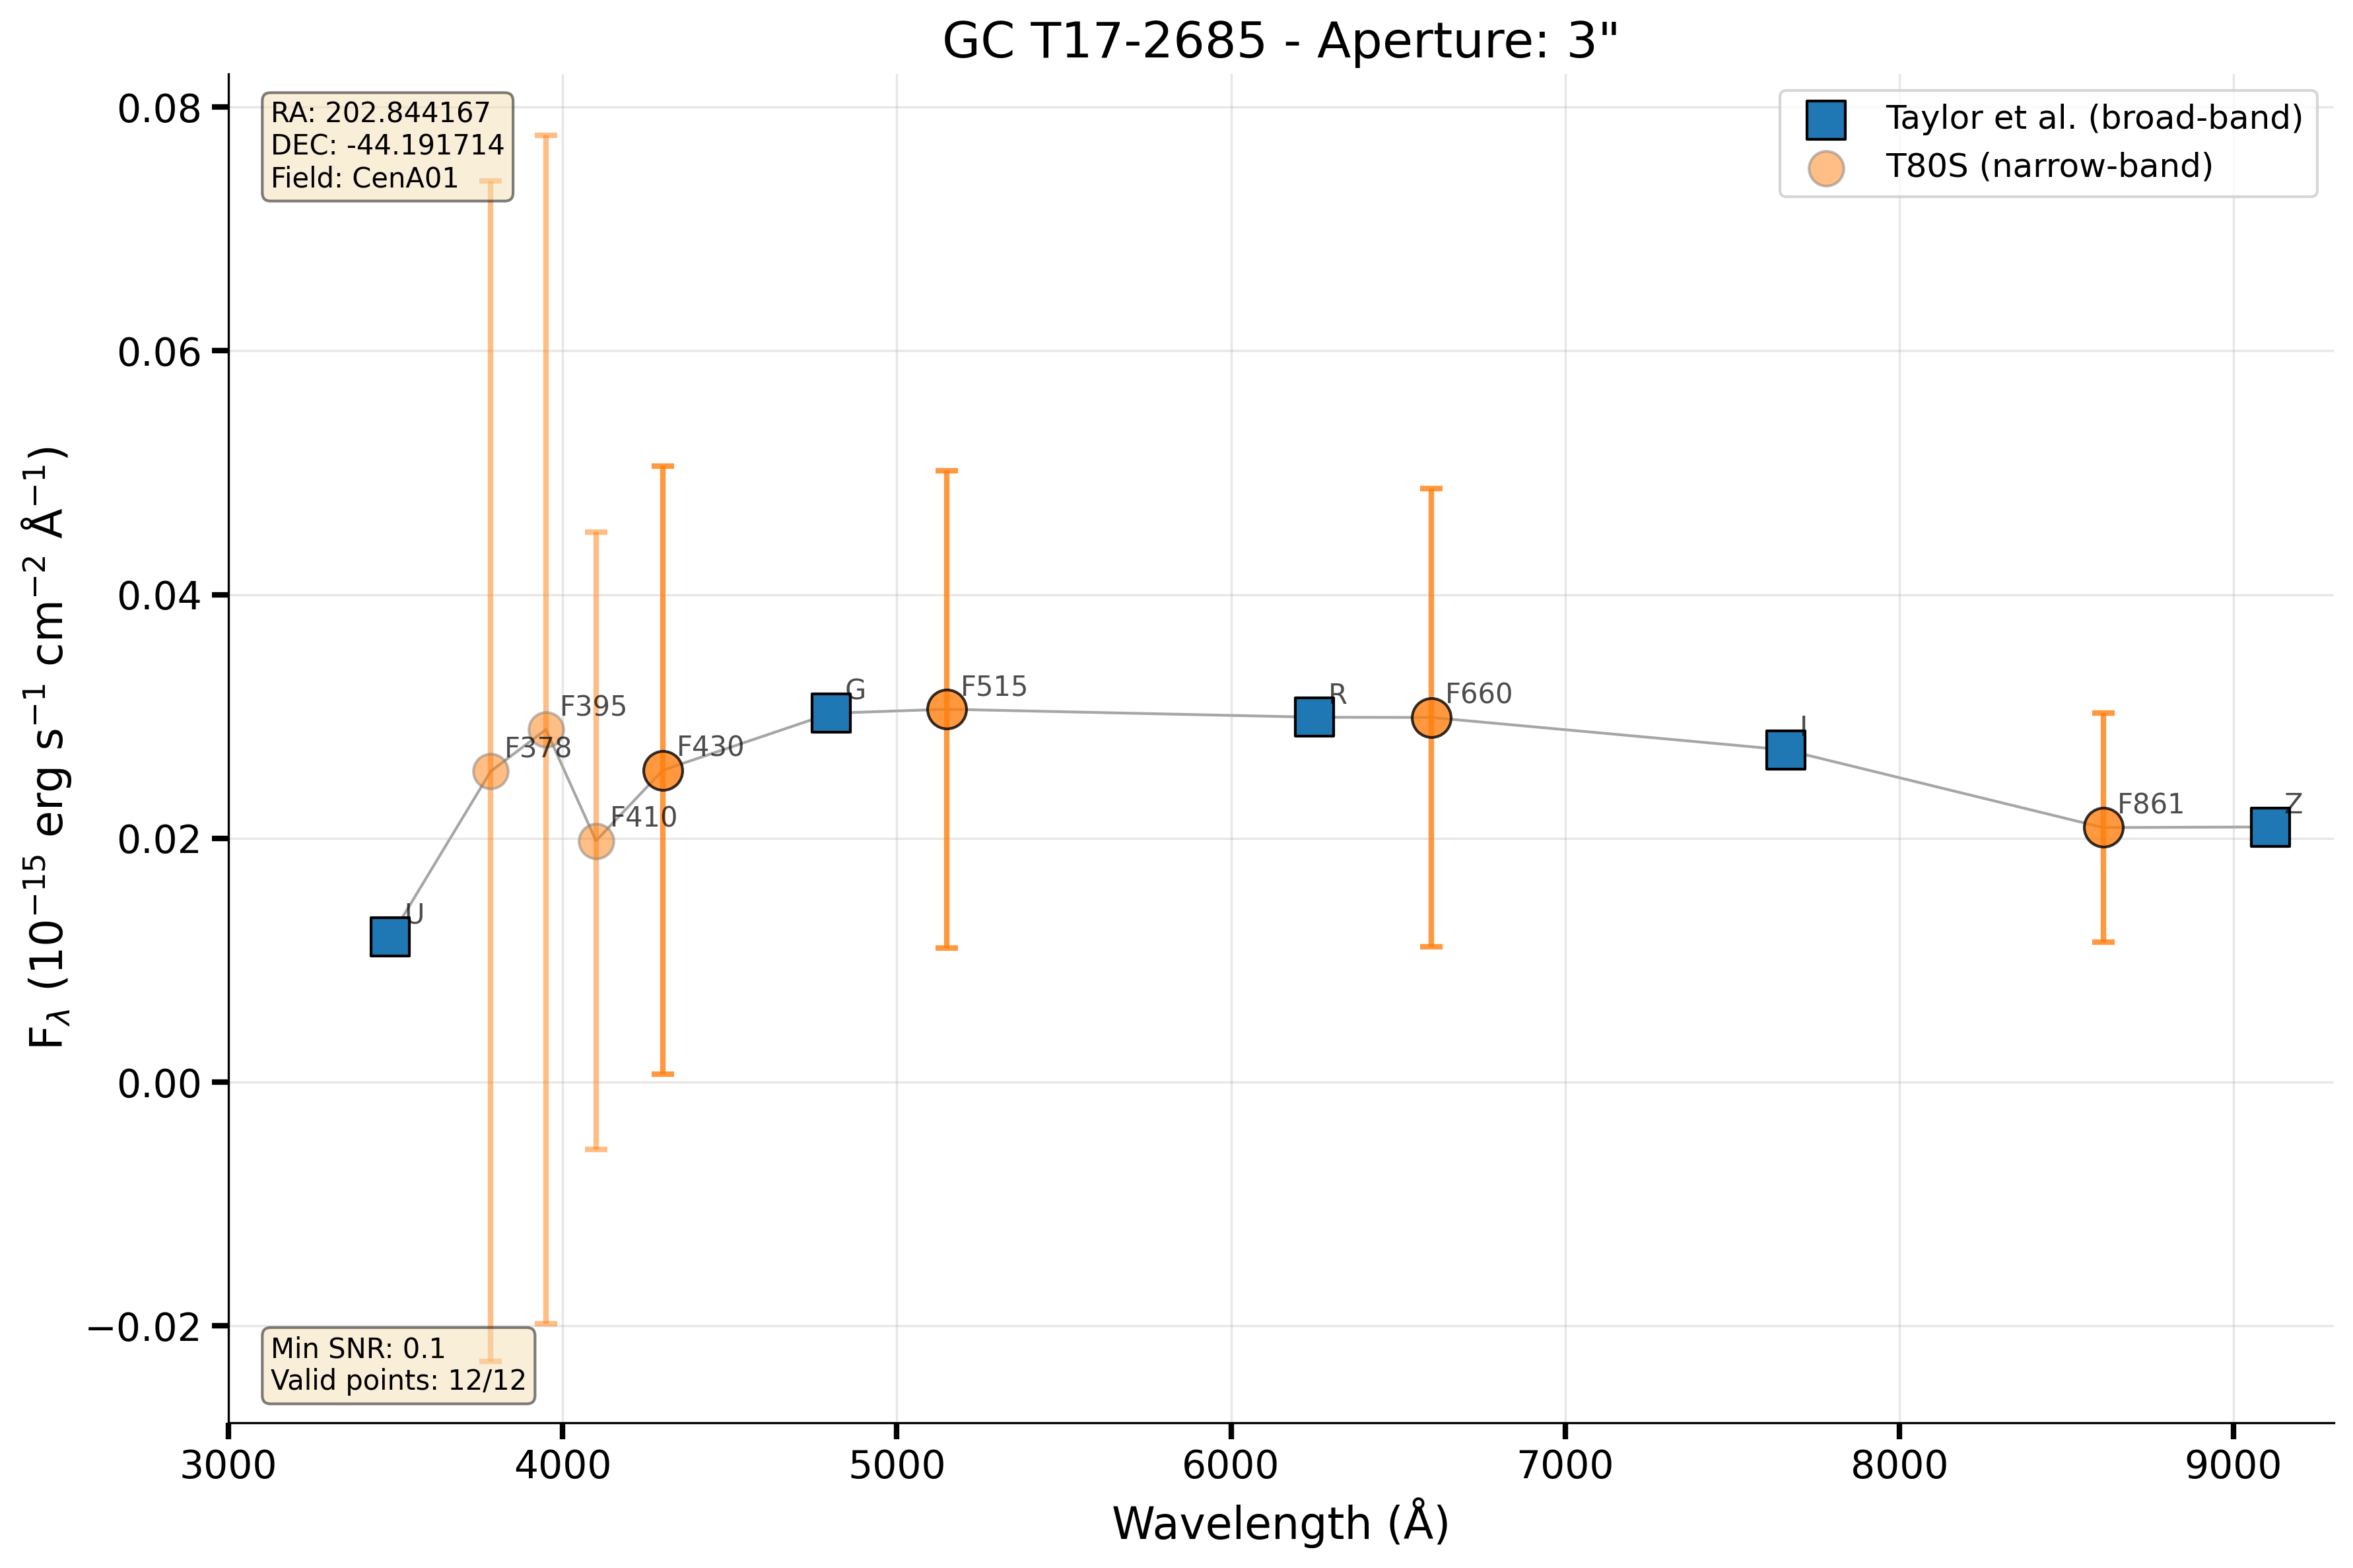 GC T17-2685 - Aperture: 3"
RA: 202.844167
DEC: -44.191714
Field: CenA01
Taylor et al. (broad-band)
T80S (narrow-band)
0.08
0.06
0.04
0.02
0.00
−0.02
F$_{λ}$ (10$^{−15}$ erg s$^{−1}$ cm$^{−2}$ Å$^{−1}$)
U
F378
F395
F410
F430
G
F515
R
F660
I
F861
Z
Min SNR: 0.1
Valid points: 12/12
3000 4000 5000 6000 7000 8000 9000
Wavelength (Å)